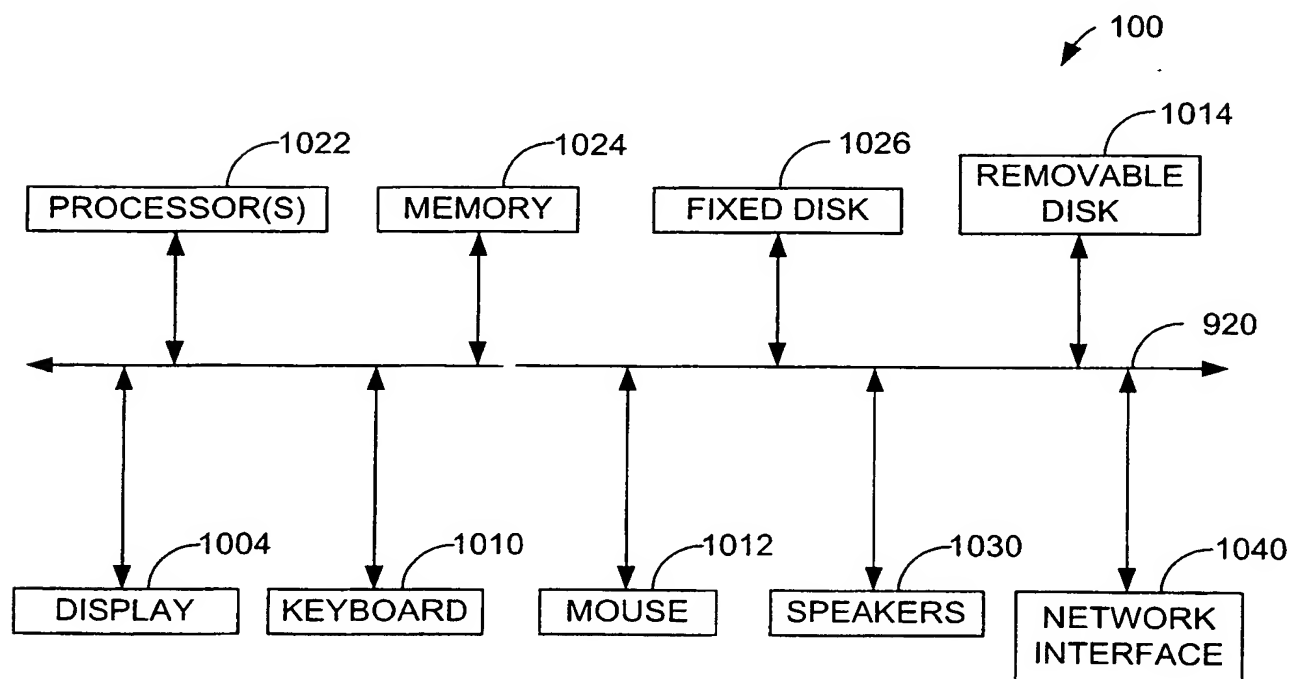 100
1022
1024
1026
1014
PROCESSOR(S)
MEMORY
FIXED DISK
REMOVABLE
DISK
920
1004
1010
1012
1030
1040
DISPLAY
KEYBOARD
MOUSE
SPEAKERS
NETWORK
INTERFACE